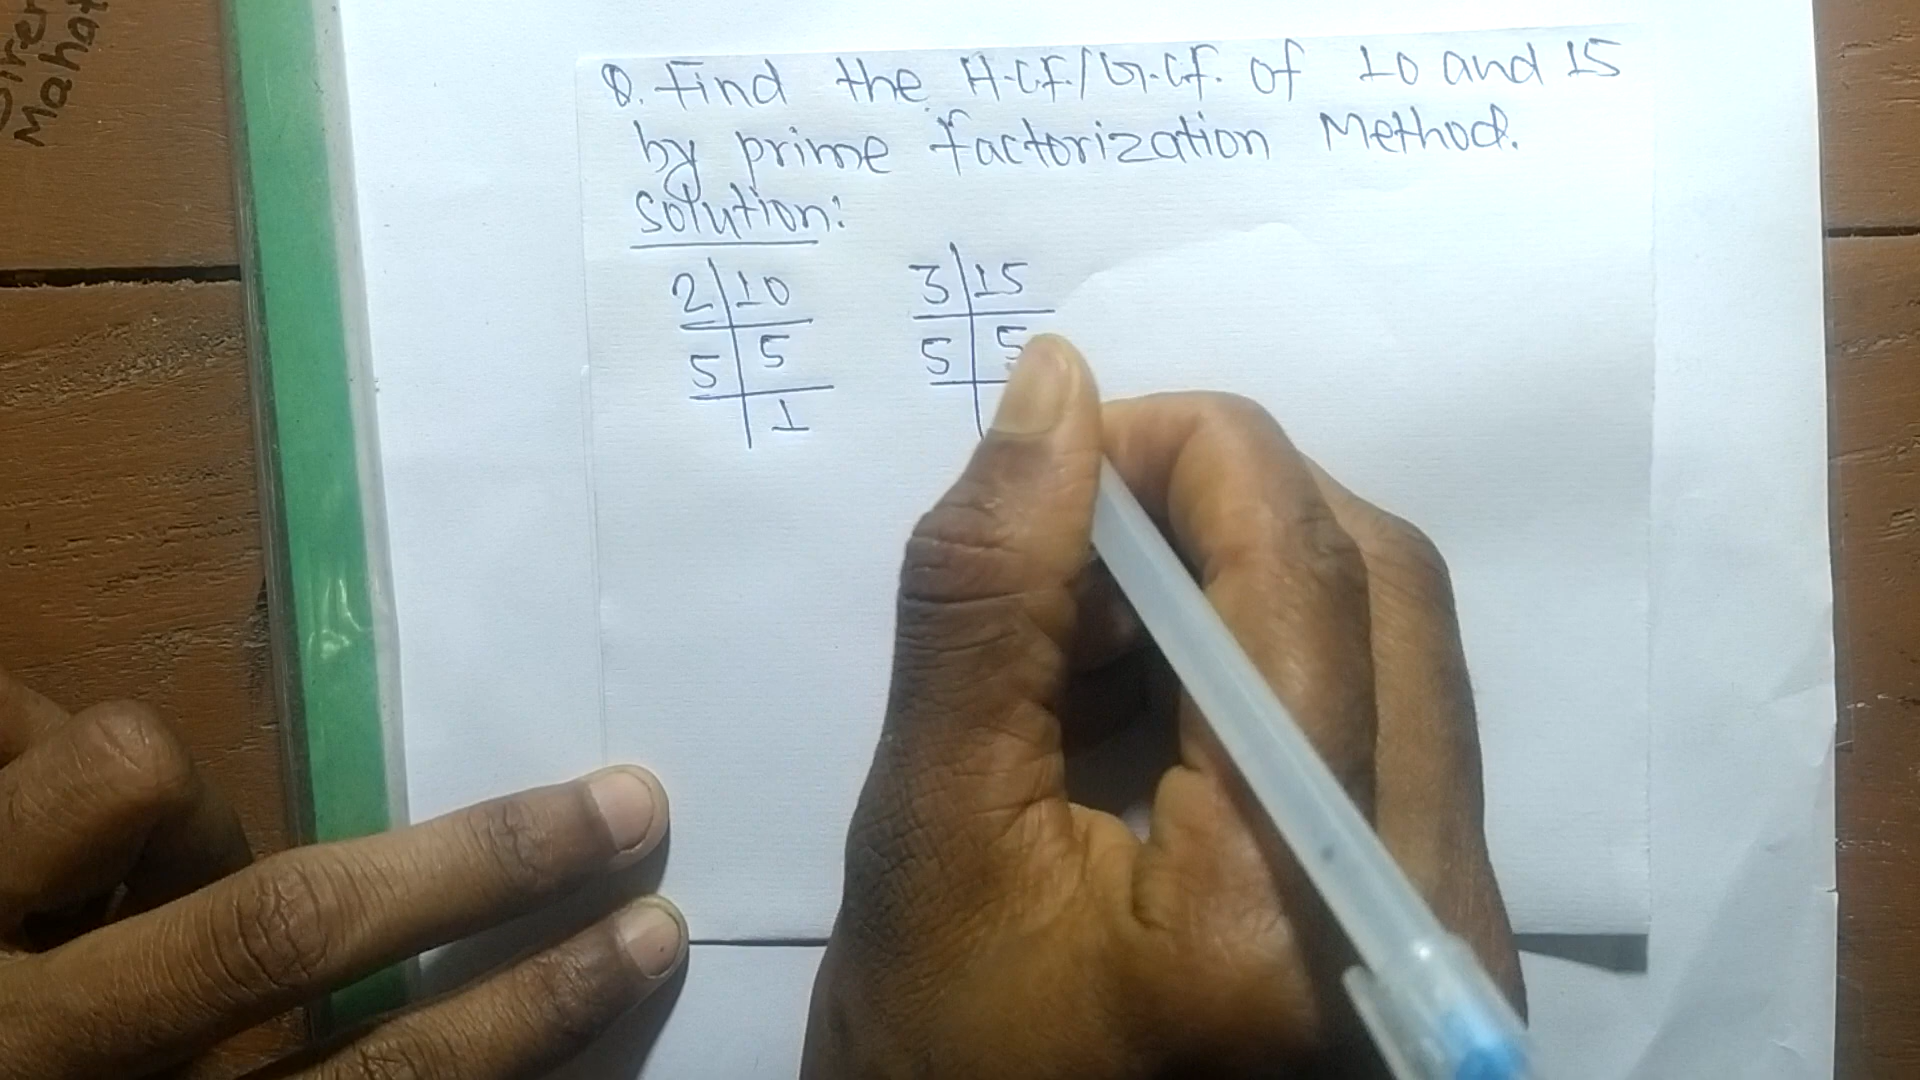 Q. Find the H.C.F./G.C.F. of 10 and 15
by prime factorization Method.
solution:
2 10 3 15
5 5 5 5
1